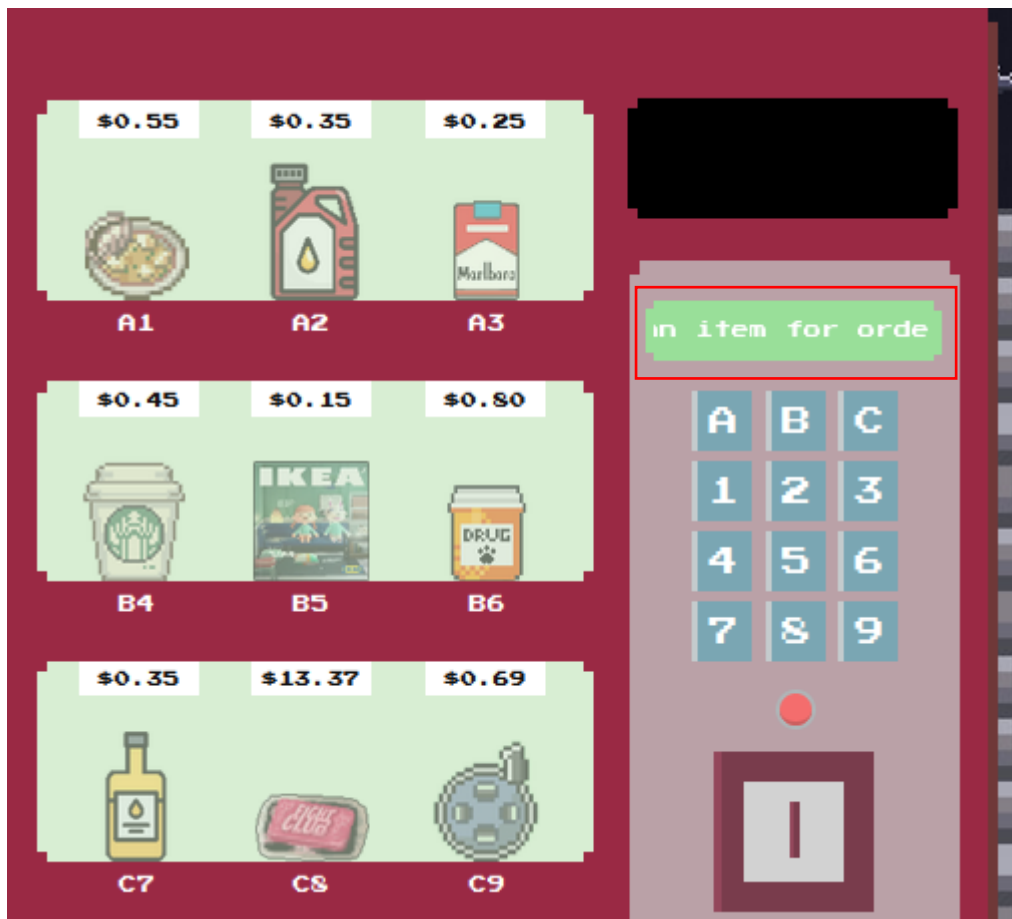 $0.55 $0.35 $0.25
Marlboro
A1 A2 A3
n item for orde
$0.45 $0.15 $0.80
IKEA
DRUG
B4 B5 B6
A B C
1 2 3
4 5 6
7 8 9
$0.35 $13.37 $0.69
FIGHT
CLUB
C7 C8 C9